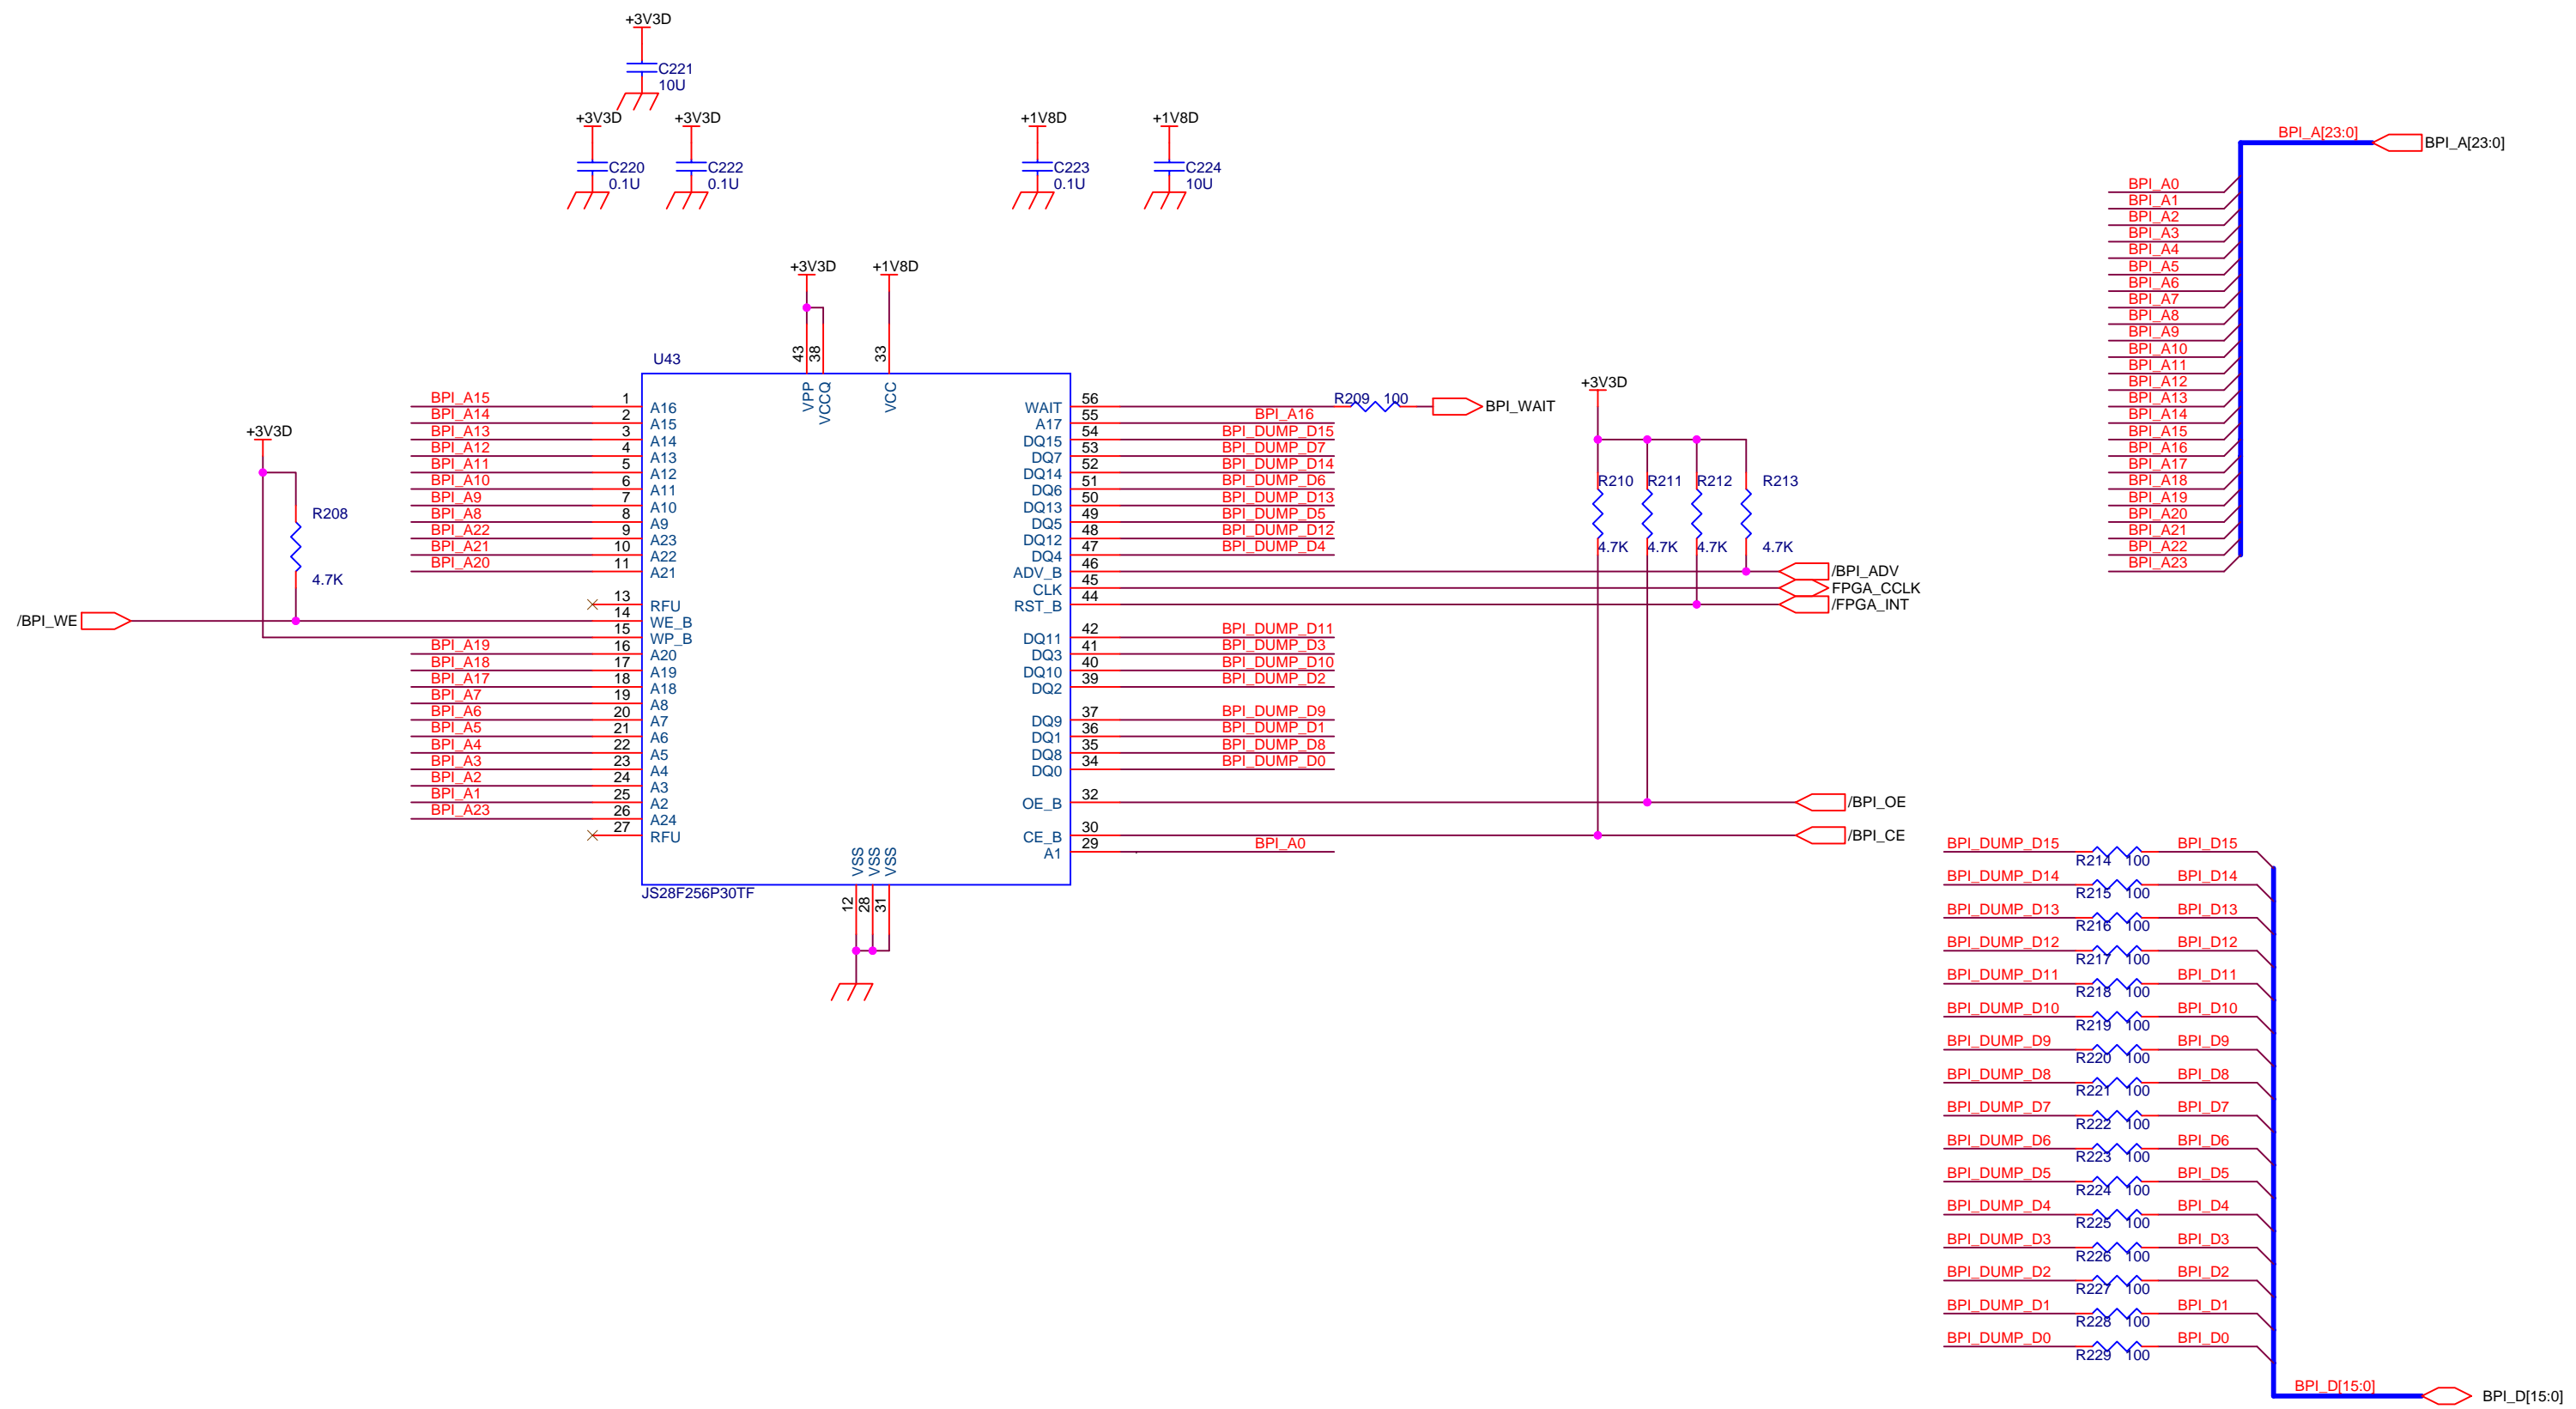 +3V3D
C221
10U
+3V3D
C220
0.1U
+3V3D
C222
0.1U
+1V8D
C223
0.1U
+1V8D
C224
10U
+3V3D
+1V8D
43
38
33
VPP
VCCQ
VCC
U43
BPI_A15 1 A16
BPI_A14 2 A15
BPI_A13 3 A14
BPI_A12 4 A13
BPI_A11 5 A12
BPI_A10 6 A11
BPI_A9 7 A10
BPI_A8 8 A9
BPI_A22 9 A23
BPI_A21 10 A22
BPI_A20 11 A21
13 RFU
/BPI_WE 14 WE_B
15 WP_B
BPI_A19 16 A20
BPI_A18 17 A19
BPI_A17 18 A18
BPI_A7 19 A8
BPI_A6 20 A7
BPI_A5 21 A6
BPI_A4 22 A5
BPI_A3 23 A4
BPI_A2 24 A3
BPI_A1 25 A2
BPI_A23 26 A24
27 RFU
+3V3D
R208
4.7K
WAIT 56 R209 100 BPI_WAIT
A17 55 BPI_A16
DQ15 54 BPI_DUMP_D15
DQ7 53 BPI_DUMP_D7
DQ14 52 BPI_DUMP_D14
DQ6 51 BPI_DUMP_D6
DQ13 50 BPI_DUMP_D13
DQ5 49 BPI_DUMP_D5
DQ12 48 BPI_DUMP_D12
DQ4 47 BPI_DUMP_D4
ADV_B 46 /BPI_ADV
CLK 45 FPGA_CCLK
RST_B 44 /FPGA_INT
DQ11 42 BPI_DUMP_D11
DQ3 41 BPI_DUMP_D3
DQ10 40 BPI_DUMP_D10
DQ2 39 BPI_DUMP_D2
DQ9 37 BPI_DUMP_D9
DQ1 36 BPI_DUMP_D1
DQ8 35 BPI_DUMP_D8
DQ0 34 BPI_DUMP_D0
OE_B 32 /BPI_OE
CE_B 30 /BPI_CE
A1 29 BPI_A0
VSS
VSS
VSS
12
28
31
JS28F256P30TF
+3V3D
R210 R211 R212 R213
4.7K 4.7K 4.7K 4.7K
BPI_A[23:0] BPI_A[23:0]
BPI_A0
BPI_A1
BPI_A2
BPI_A3
BPI_A4
BPI_A5
BPI_A6
BPI_A7
BPI_A8
BPI_A9
BPI_A10
BPI_A11
BPI_A12
BPI_A13
BPI_A14
BPI_A15
BPI_A16
BPI_A17
BPI_A18
BPI_A19
BPI_A20
BPI_A21
BPI_A22
BPI_A23
BPI_DUMP_D15 R214 100 BPI_D15
BPI_DUMP_D14 R215 100 BPI_D14
BPI_DUMP_D13 R216 100 BPI_D13
BPI_DUMP_D12 R217 100 BPI_D12
BPI_DUMP_D11 R218 100 BPI_D11
BPI_DUMP_D10 R219 100 BPI_D10
BPI_DUMP_D9 R220 100 BPI_D9
BPI_DUMP_D8 R221 100 BPI_D8
BPI_DUMP_D7 R222 100 BPI_D7
BPI_DUMP_D6 R223 100 BPI_D6
BPI_DUMP_D5 R224 100 BPI_D5
BPI_DUMP_D4 R225 100 BPI_D4
BPI_DUMP_D3 R226 100 BPI_D3
BPI_DUMP_D2 R227 100 BPI_D2
BPI_DUMP_D1 R228 100 BPI_D1
BPI_DUMP_D0 R229 100 BPI_D0
BPI_D[15:0] BPI_D[15:0]